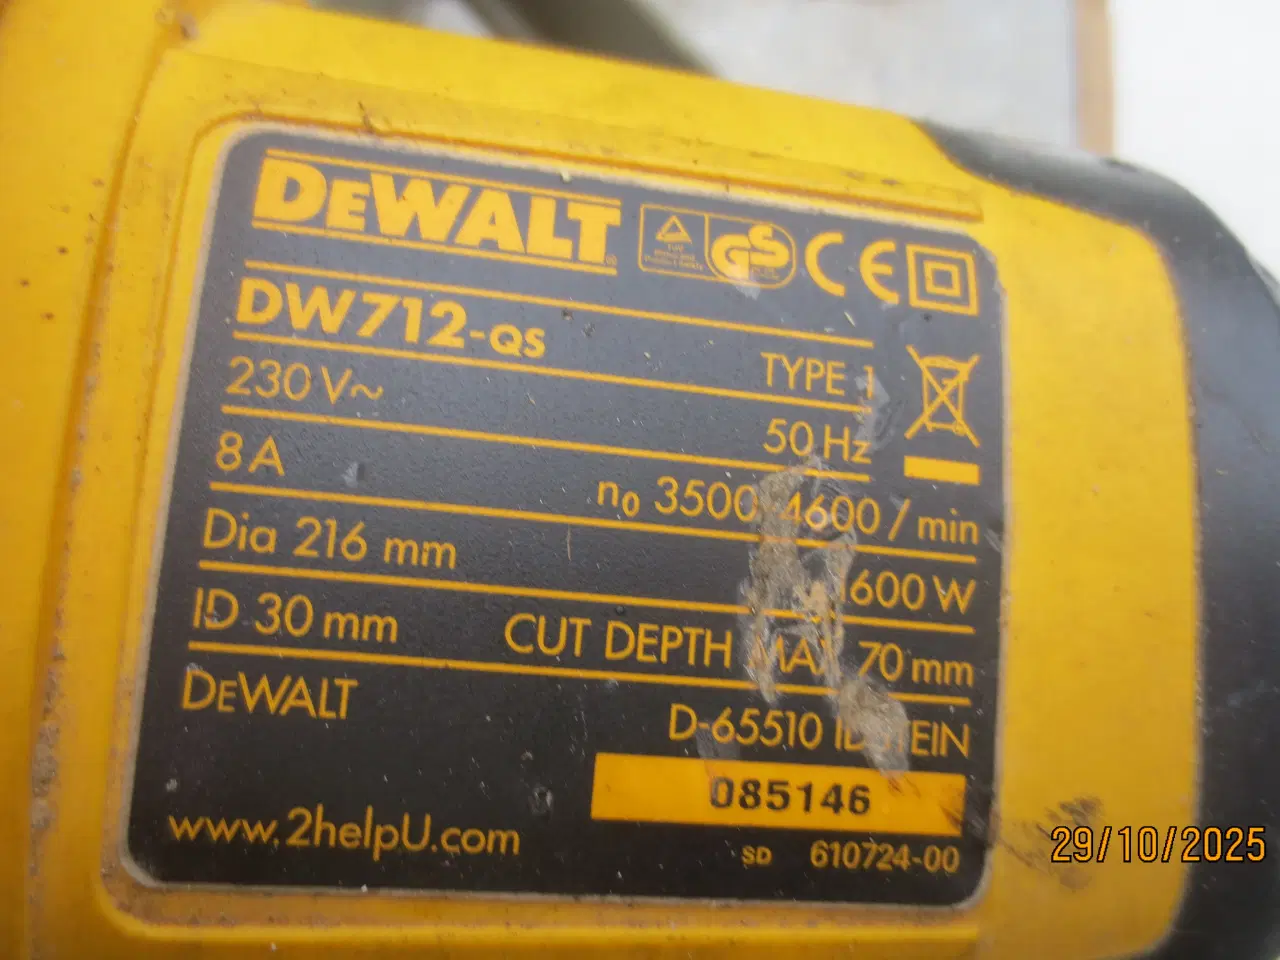 DEWALT
DW712-QS
TYPE 1
230 V~
50 Hz
8 A
n₀ 3500 4600 / min
Dia 216 mm
600 W
ID 30 mm
CUT DEPTH 70 mm
DEWALT
D-65510
085146
www.2helpU.com
SD 610724-00
29/10/2025